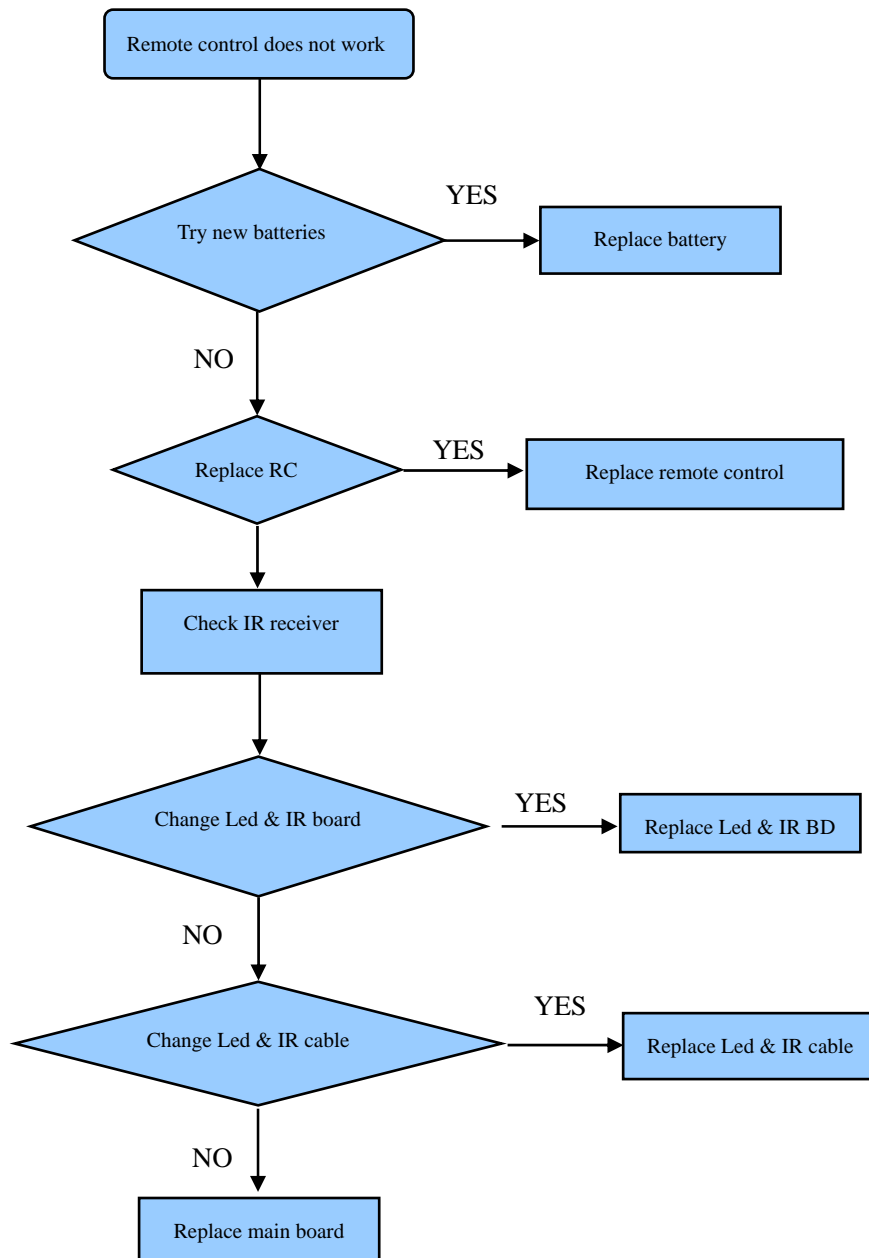 Remote control does not work
YES
Try new batteries
Replace battery
NO
YES
Replace RC
Replace remote control
Check IR receiver
YES
Change Led & IR board
Replace Led & IR BD
NO
YES
Change Led & IR cable
Replace Led & IR cable
NO
Replace main board